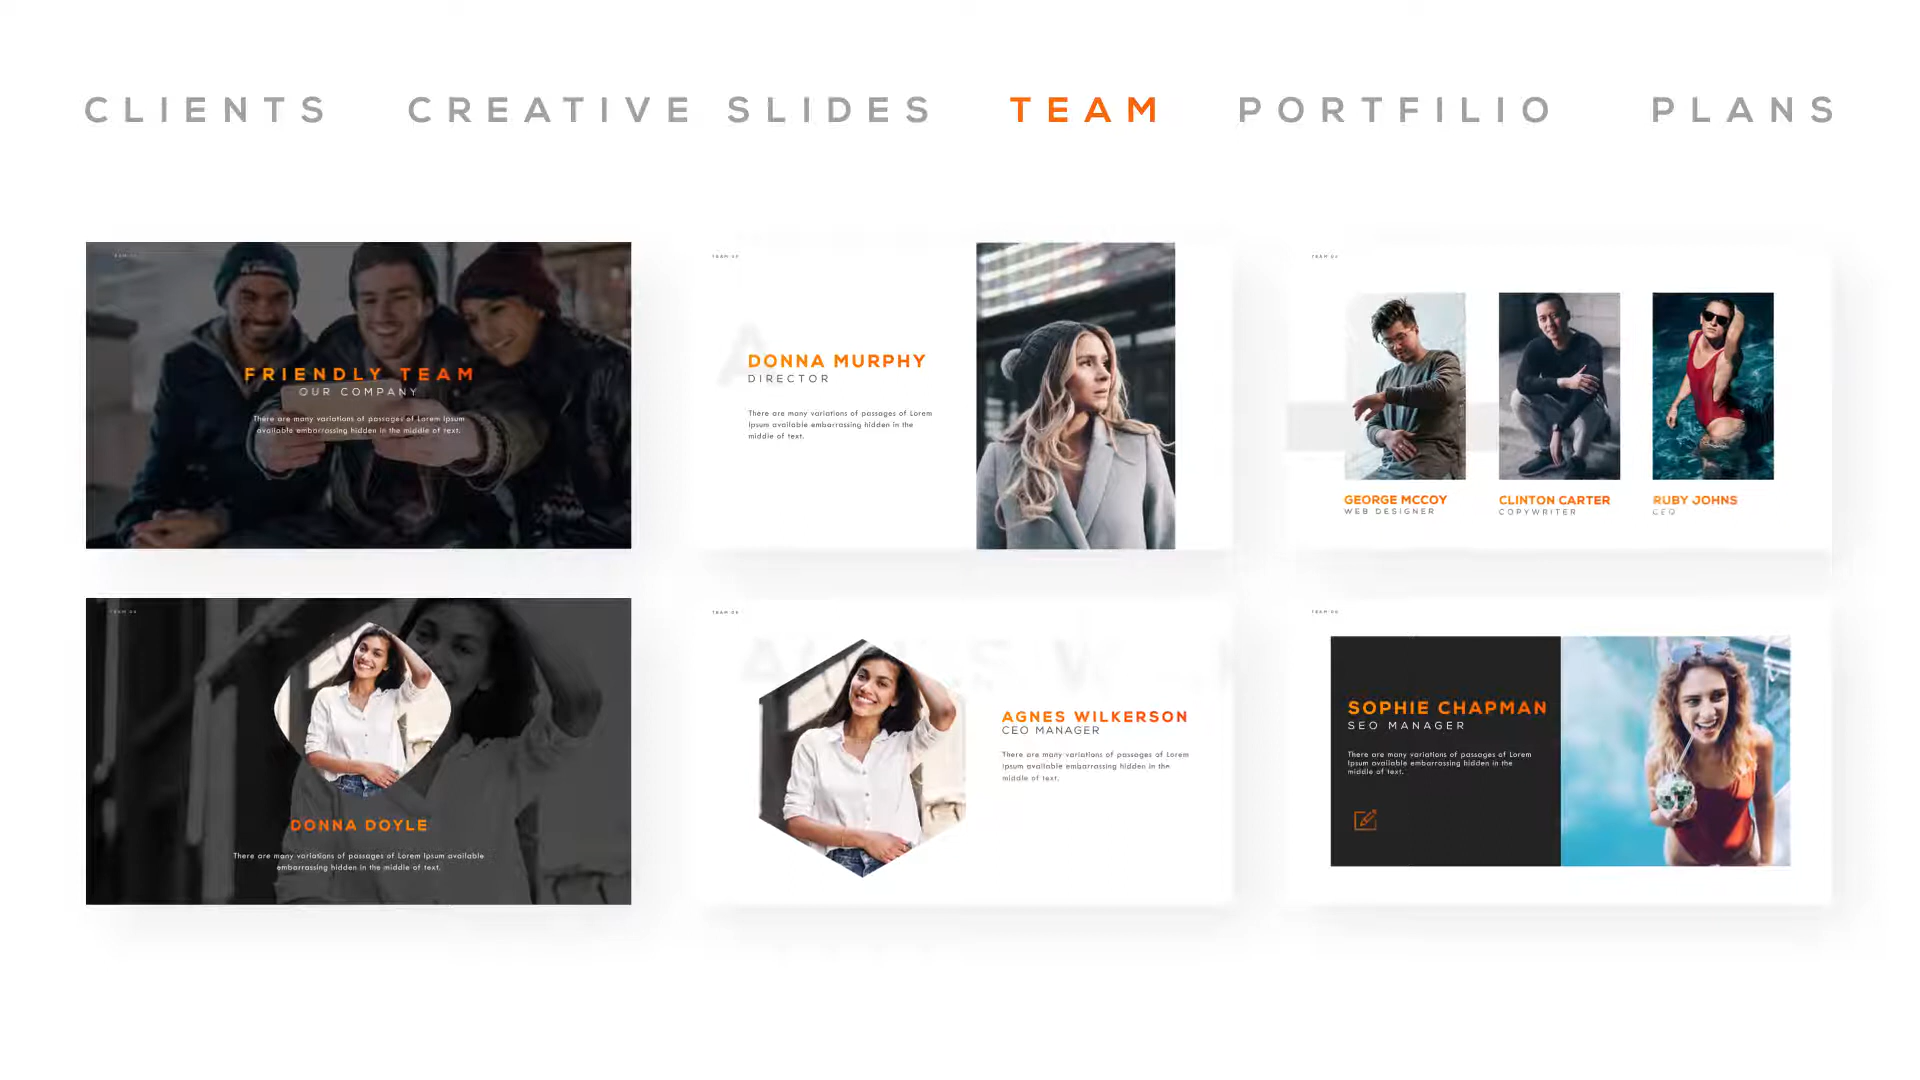 CLIENTS CREATIVE SLIDES TEAM PORTFILIO PLANS
FRIENDLY TEAM
OUR COMPANY
There are many variations of passages of Lorem Ipsum
available embarrassing hidden in the middle of text.
DONNA MURPHY
DIRECTOR
There are many variations of passages of Lorem
Ipsum available embarrassing hidden in the
middle of text.
GEORGE MCCOY
WEB DESIGNER
CLINTON CARTER
COPYWRITER
RUBY JOHNS
CEO
DONNA DOYLE
There are many variations of passages of Lorem Ipsum available
embarrassing hidden in the middle of text.
AGNES WILKERSON
CEO MANAGER
There are many variations of passages of Lorem
Ipsum available embarrassing hidden in the
middle of text.
SOPHIE CHAPMAN
SEO MANAGER
There are many variations of passages of Lorem
Ipsum available embarrassing hidden in the
middle of text.